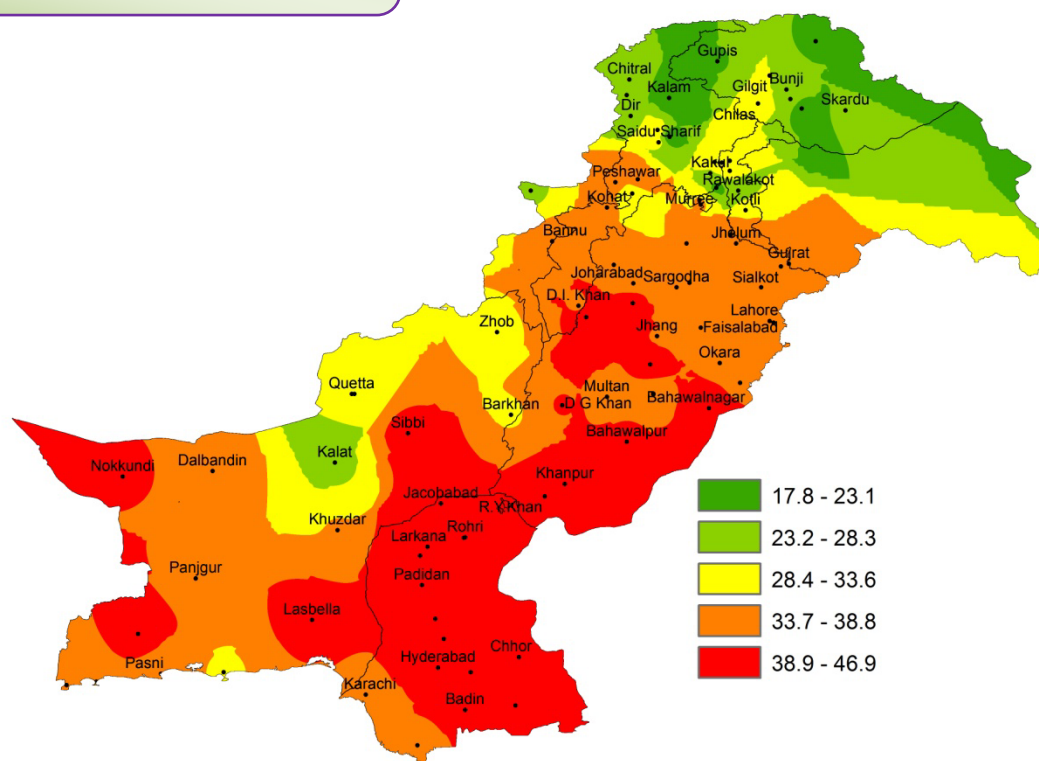 Gupis
Chitral
Kalam
Gilgit
Bunji
Skardu
Dir
Chilas
Saidu Sharif
Kakul
Peshawar
Rawalakot
Kohat
Murree
Kotli
Bannu
Jhelum
Gujrat
Joharabad
Sargodha
Sialkot
D.I. Khan
Lahore
Zhob
Jhang
Faisalabad
Okara
Quetta
Multan
Barkhan
D G Khan
Bahawalnagar
Sibbi
Bahawalpur
Nokkundi
Dalbandin
Kalat
Khanpur
Jacobabad
R.Y.Khan
Khuzdar
Rohri
Larkana
Panjgur
Padidan
Lasbella
Chhor
Pasni
Hyderabad
Karachi
Badin
17.8 - 23.1
23.2 - 28.3
28.4 - 33.6
33.7 - 38.8
38.9 - 46.9